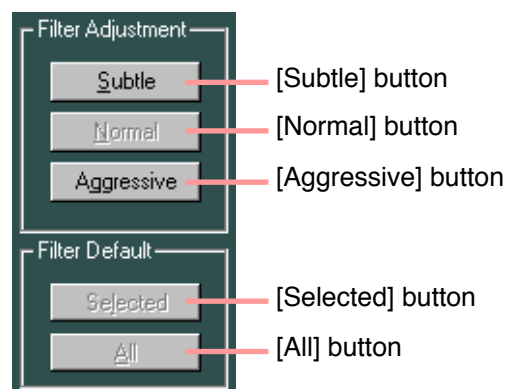 Filter Adjustment
Subtle
[Subtle] button
Normal
[Normal] button
Aggressive
[Aggressive] button
Filter Default
Selected
[Selected] button
All
[All] button